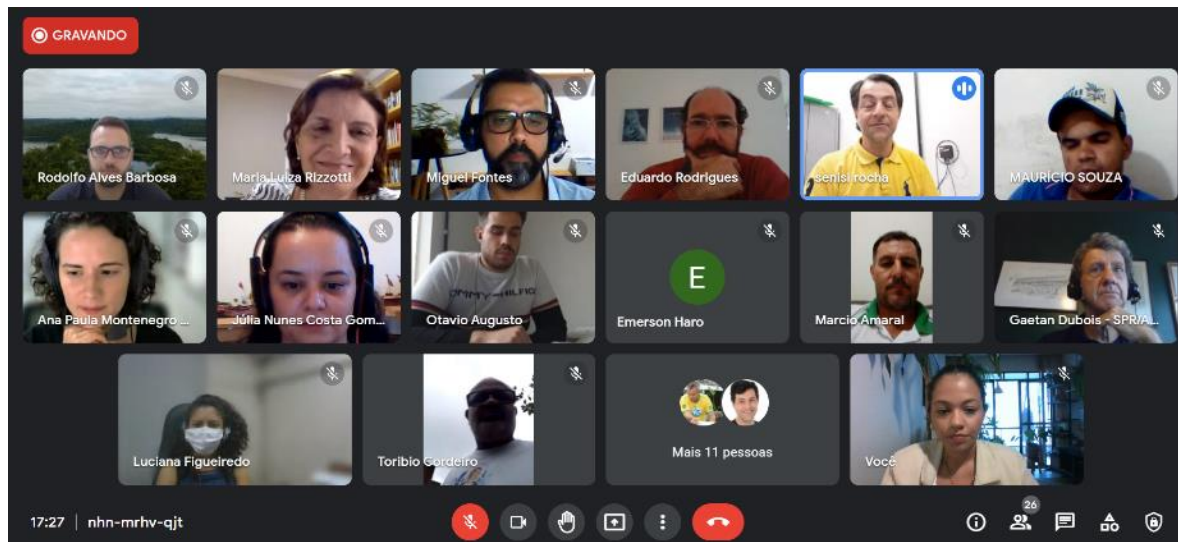 GRAVANDO
Rodolfo Alves Barbosa
Maria Luiza Rizzotti
Miguel Fontes
Eduardo Rodrigues
senisi rocha
MAURÍCIO SOUZA
Ana Paula Montenegro ...
Júlia Nunes Costa Gom...
Otavio Augusto
E
Emerson Haro
Marcio Amaral
Gaetan Dubois - SPR/A...
Luciana Figueiredo
Toribio Cordeiro
Mais 11 pessoas
Você
17:27 | nhn-mrhv-qjt
26